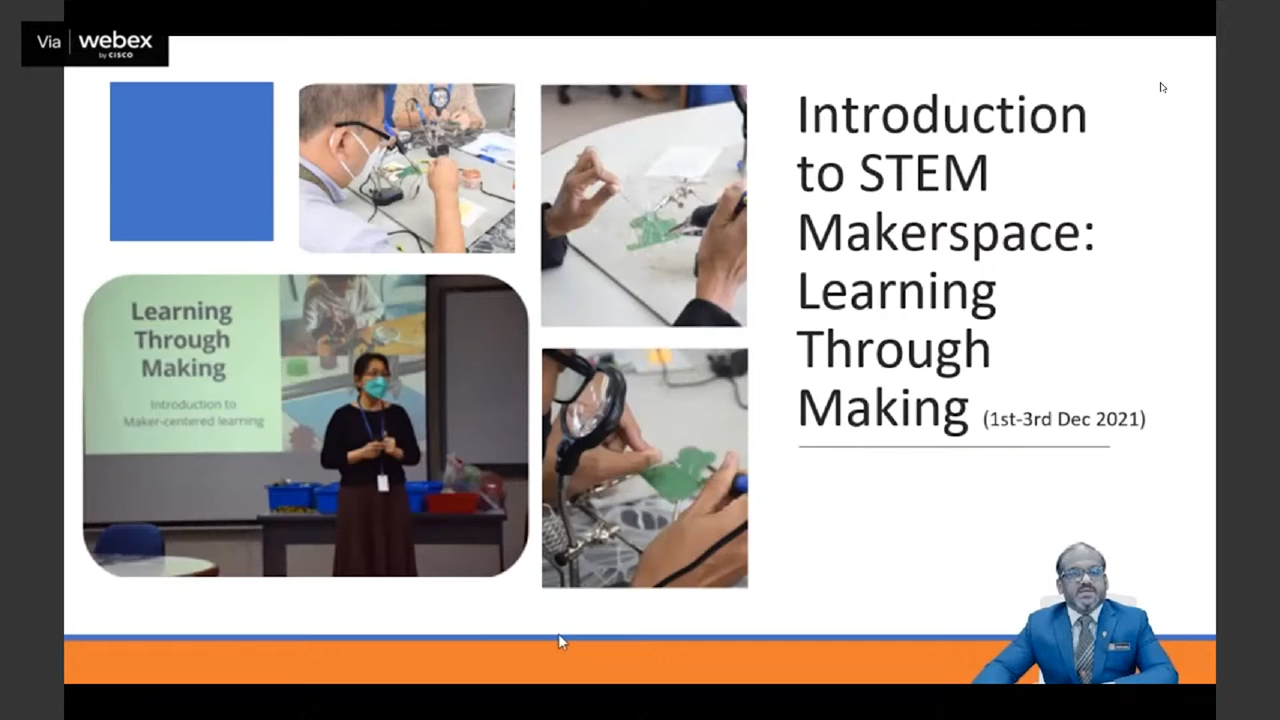 Via webex
by CISCO
Introduction
to STEM
Makerspace:
Learning
Through
Making (1st-3rd Dec 2021)
Learning
Through
Making
Introduction to
Maker-centered learning